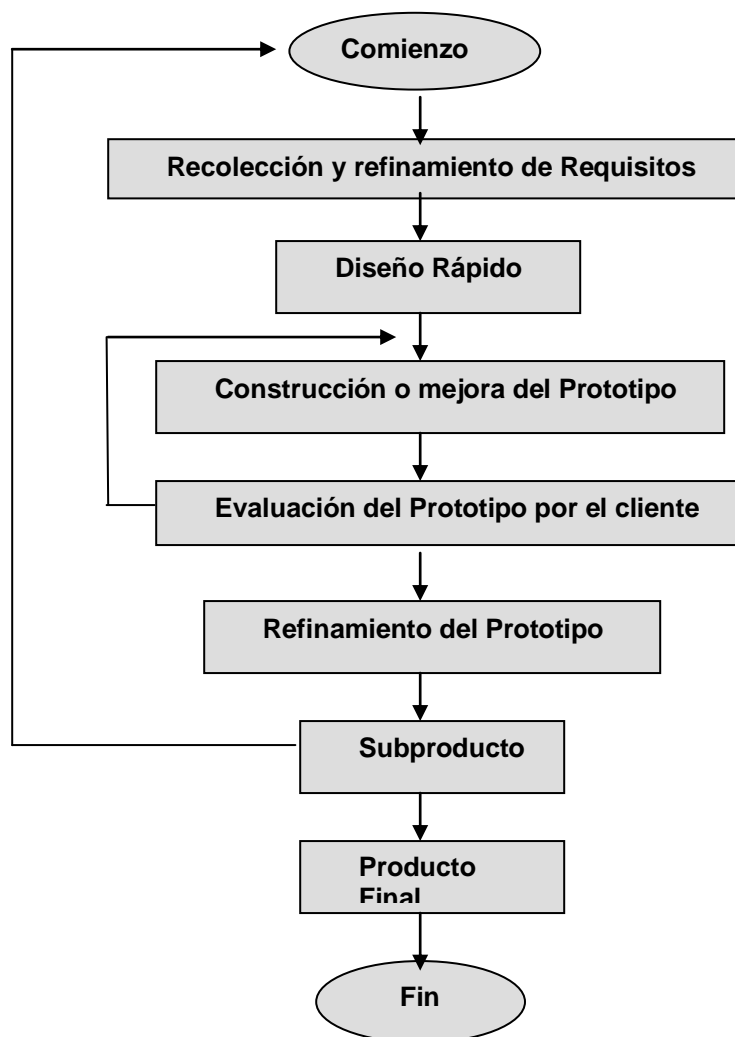 Comienzo
Recolección y refinamiento de Requisitos
Diseño Rápido
Construcción o mejora del Prototipo
Evaluación del Prototipo por el cliente
Refinamiento del Prototipo
Subproducto
Producto
Final
Fin